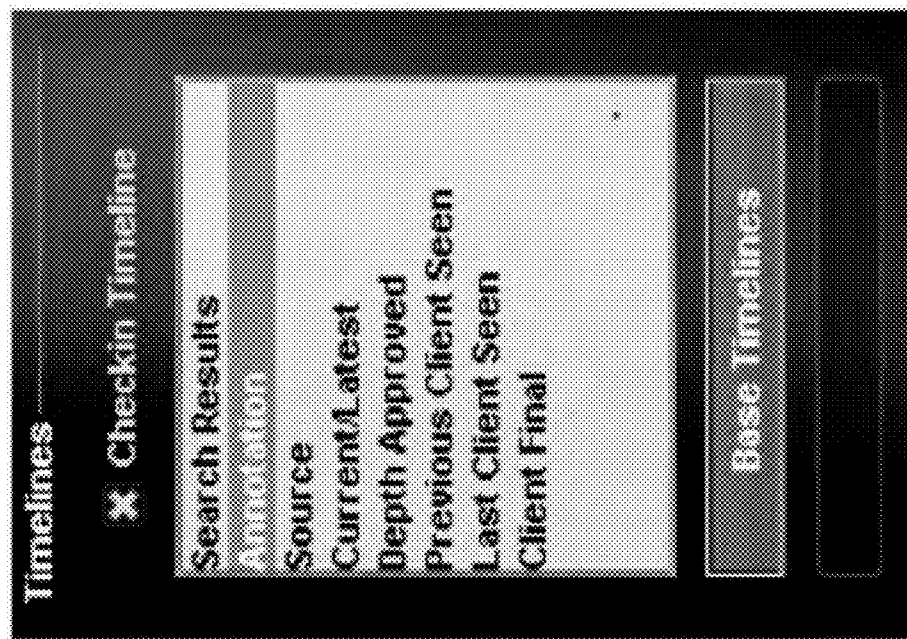 Timelines
Checkin Timeline
Search Results
Annotation
Source
Current/Latest
Depth Approved
Previous Client Seen
Last Client Seen
Client Final
Base Timelines